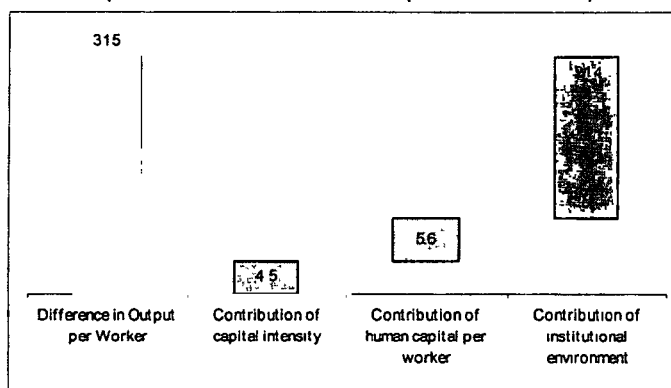 315
4 5
5.6
Difference in Output
per Worker
Contribution of
capital intensity
Contribution of
human capital per
worker
Contribution of
institutional
environment